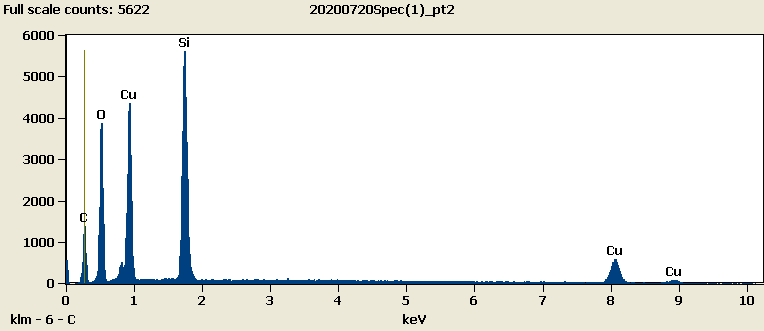 Full scale counts: 5622 20200720Spec(1)_pt2
6000
Si
5000
Cu
4000
O
3000
2000
C
1000
Cu
Cu
0
0 1 2 3 4 5 6 7 8 9 10
klm - 6 - C keV